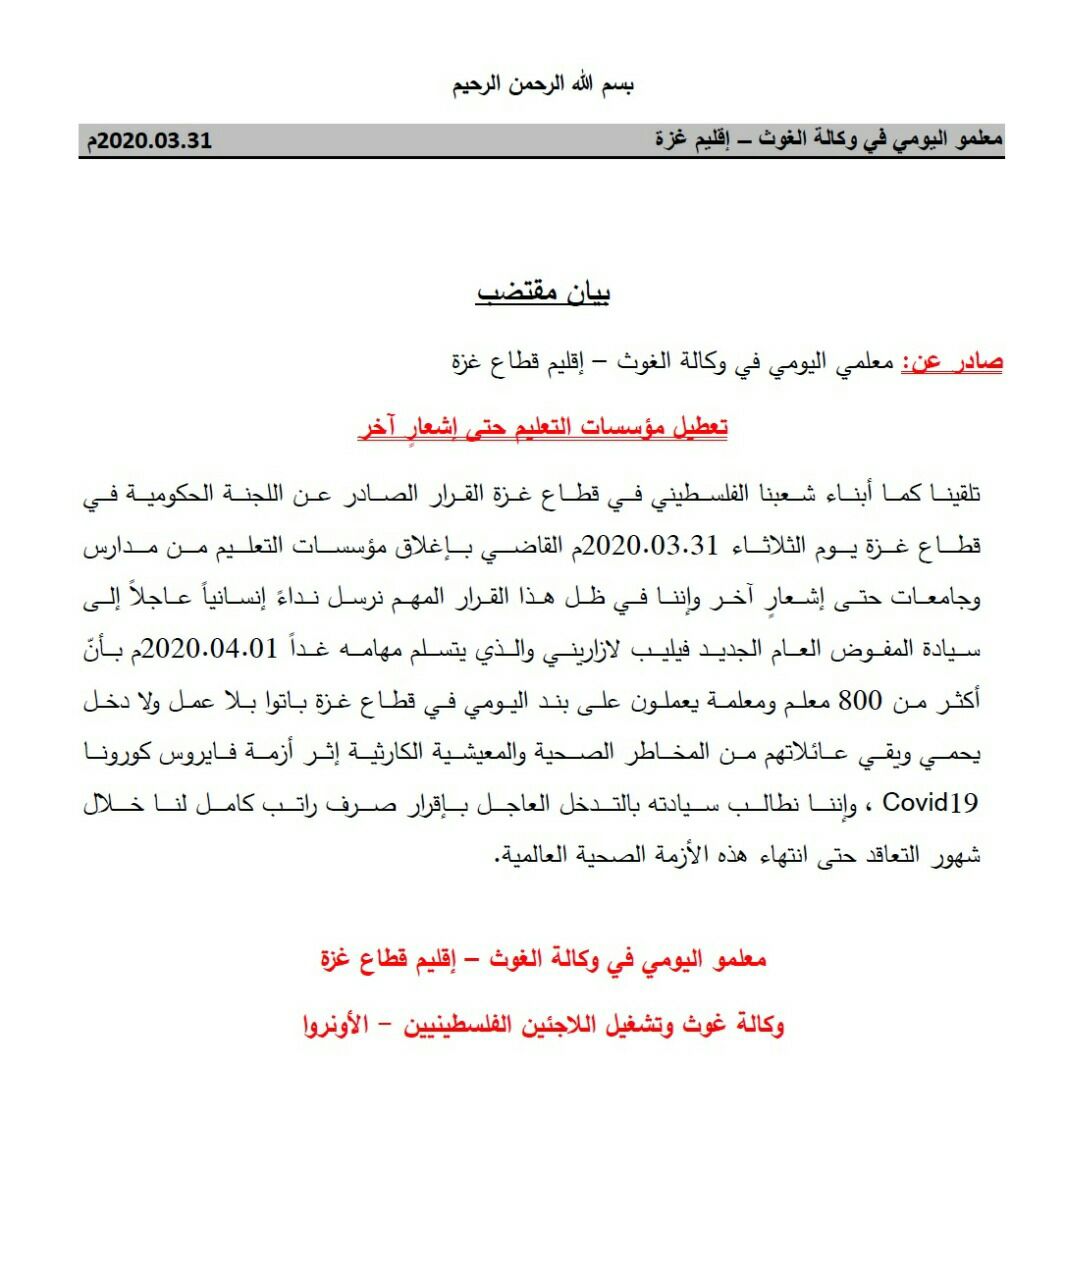 بسم الله الرحمن الرحيم
معلمو اليومي في وكالة الغوث – إقليم غزة 2020.03.31م
بيان مقتضب
صادر عن: معلمي اليومي في وكالة الغوث – إقليم قطاع غزة
تعطيل مؤسسات التعليم حتى إشعارٍ آخر
تلقينا كما أبناء شعبنا الفلسطيني في قطاع غزة القرار الصادر عن اللجنة الحكومية في
قطاع غزة يوم الثلاثاء 2020.03.31م القاضي بإغلاق مؤسسات التعليم من مدارس
وجامعات حتى إشعارٍ آخر وإننا في ظل هذا القرار المهم نرسل نداءً إنسانياً عاجلاً إلى
سيادة المفوض العام الجديد فيليب لازاريني والذي يتسلم مهامه غداً 2020.04.01م بأنّ
أكثر من 800 معلم ومعلمة يعملون على بند اليومي في قطاع غزة باتوا بلا عمل ولا دخل
يحمي ويقي عائلاتهم من المخاطر الصحية والمعيشية الكارثية إثر أزمة فايروس كورونا
Covid19 ، وإننا نطالب سيادته بالتدخل العاجل بإقرار صرف راتب كامل لنا خلال
شهور التعاقد حتى انتهاء هذه الأزمة الصحية العالمية.
معلمو اليومي في وكالة الغوث – إقليم قطاع غزة
وكالة غوث وتشغيل اللاجئين الفلسطينيين - الأونروا